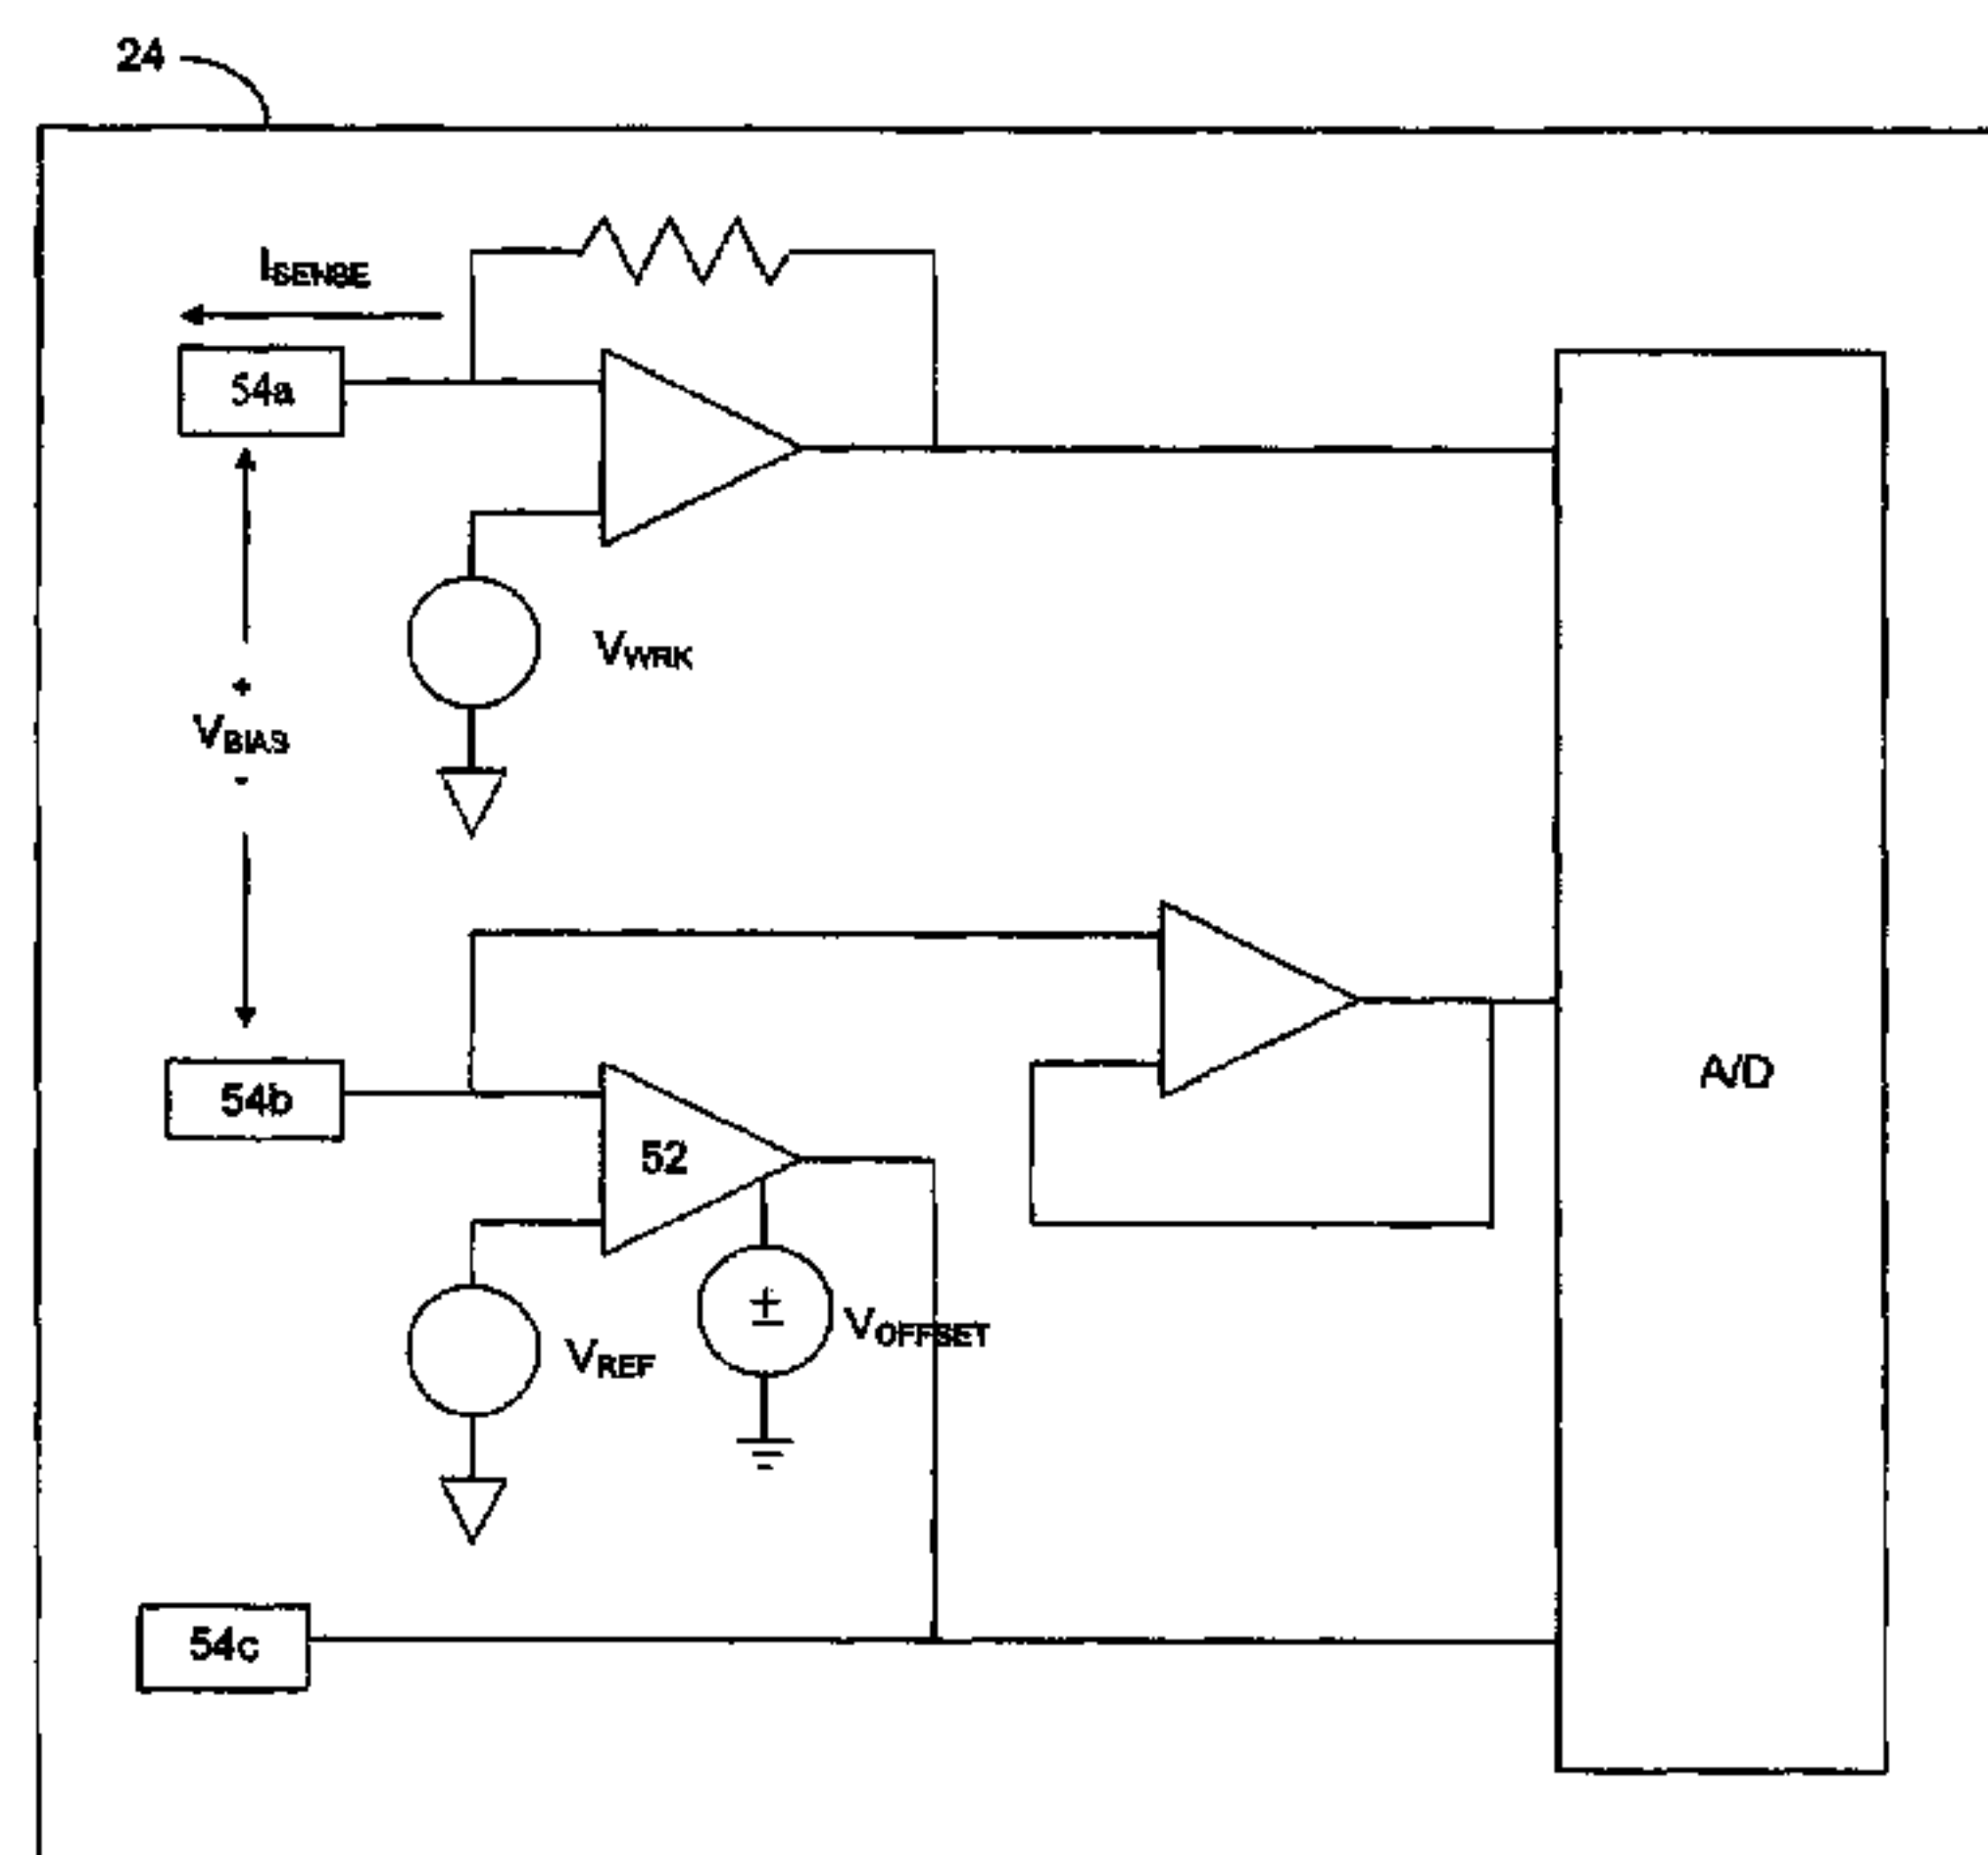 24
ISENSE
54a
VWRK
+
VBIAS
-
A/D
54b
52
±
VOFFSET
VREF
54c